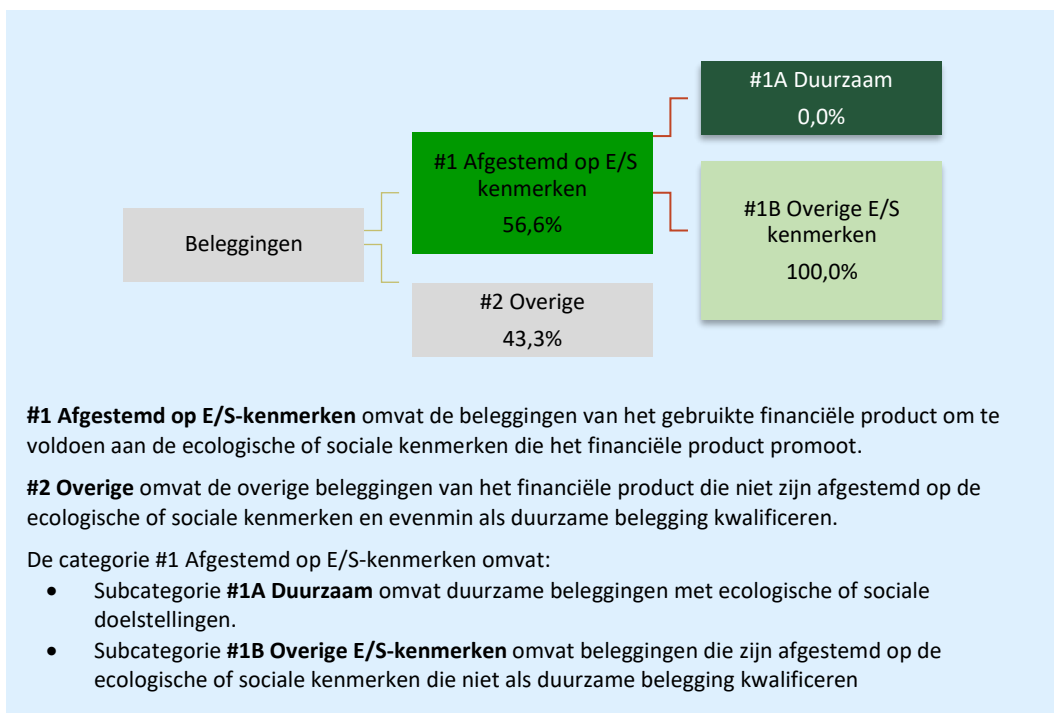 #1A Duurzaam
0,0%
#1 Afgestemd op E/S
kenmerken
56,6%
#1B Overige E/S
kenmerken
100,0%
Beleggingen
#2 Overige
43,3%
#1 Afgestemd op E/S-kenmerken omvat de beleggingen van het gebruikte financiële product om te
voldoen aan de ecologische of sociale kenmerken die het financiële product promoot.
#2 Overige omvat de overige beleggingen van het financiële product die niet zijn afgestemd op de
ecologische of sociale kenmerken en evenmin als duurzame belegging kwalificeren.
De categorie #1 Afgestemd op E/S-kenmerken omvat:
• Subcategorie #1A Duurzaam omvat duurzame beleggingen met ecologische of sociale
doelstellingen.
• Subcategorie #1B Overige E/S-kenmerken omvat beleggingen die zijn afgestemd op de
ecologische of sociale kenmerken die niet als duurzame belegging kwalificeren